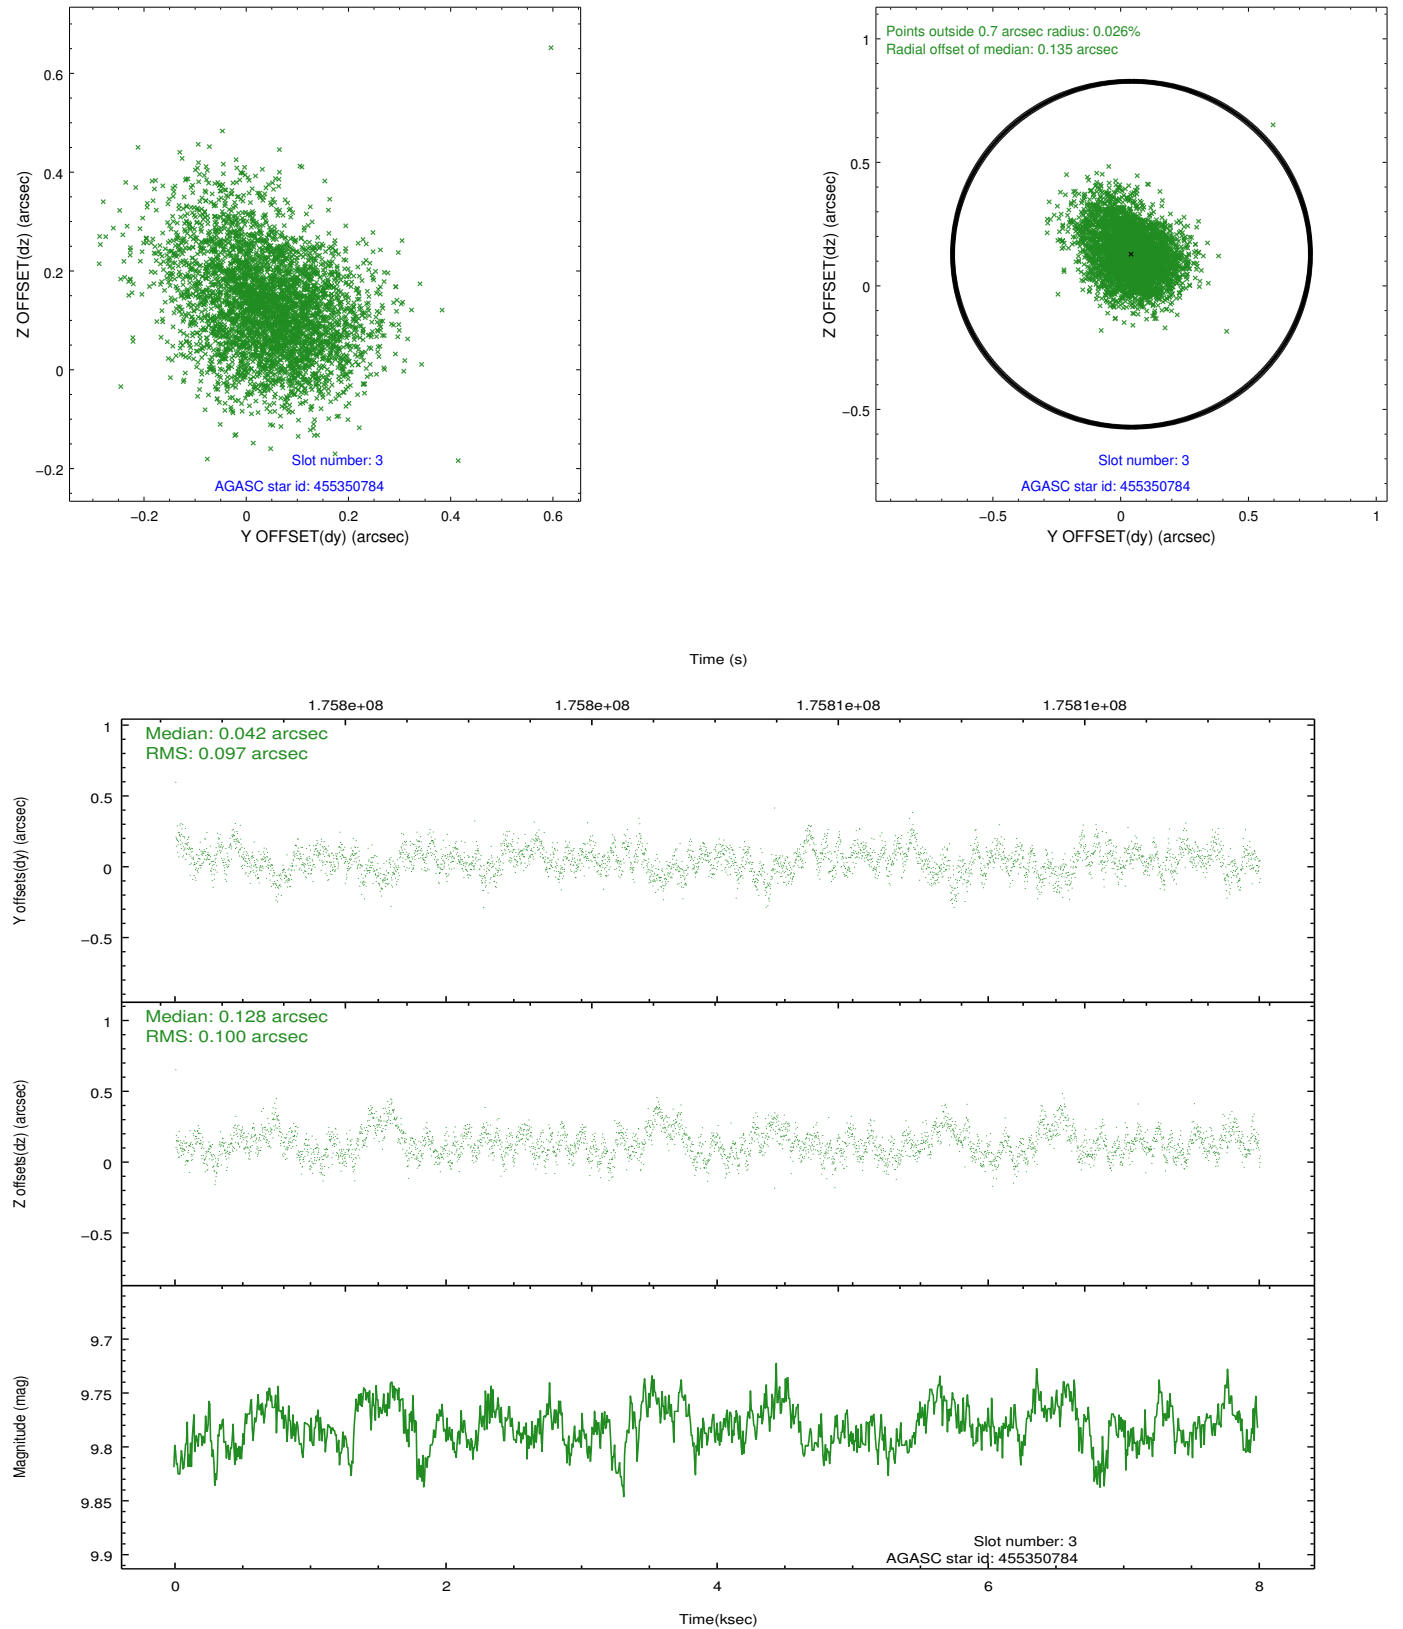 0.6
0.4
0.2
0
−0.2
−0.2
0
0.2
0.4
0.6
Z OFFSET(dz) (arcsec)
Y OFFSET(dy) (arcsec)
Slot number: 3
AGASC star id: 455350784
Points outside 0.7 arcsec radius: 0.026%
Radial offset of median: 0.135 arcsec
1
0.5
0
−0.5
−0.5
0
0.5
1
Z OFFSET(dz) (arcsec)
Y OFFSET(dy) (arcsec)
Slot number: 3
AGASC star id: 455350784
Time (s)
1.758e+08
1.758e+08
1.7581e+08
1.7581e+08
Median: 0.042 arcsec
RMS: 0.097 arcsec
1
0.5
0
−0.5
Y offsets(dy) (arcsec)
Median: 0.128 arcsec
RMS: 0.100 arcsec
1
0.5
0
−0.5
Z offsets(dz) (arcsec)
9.7
9.75
9.8
9.85
9.9
Magnitude (mag)
Slot number: 3
AGASC star id: 455350784
0
2
4
6
8
Time(ksec)